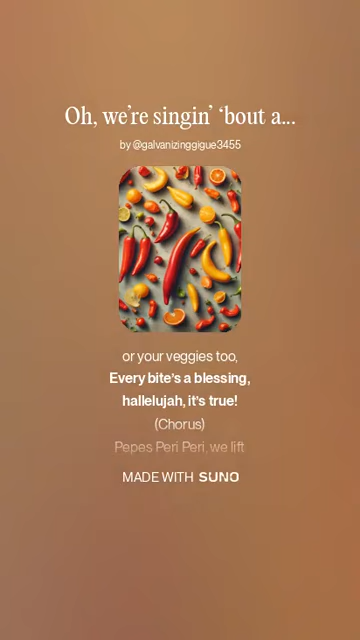 Oh, we're singin' ‘bout a...
by @galvanizinggigue3455
or your veggies too,
Every bite's a blessing,
hallelujah, it's true!
(Chorus)
Pepes Peri Peri, we lift
MADE WITH SUNO